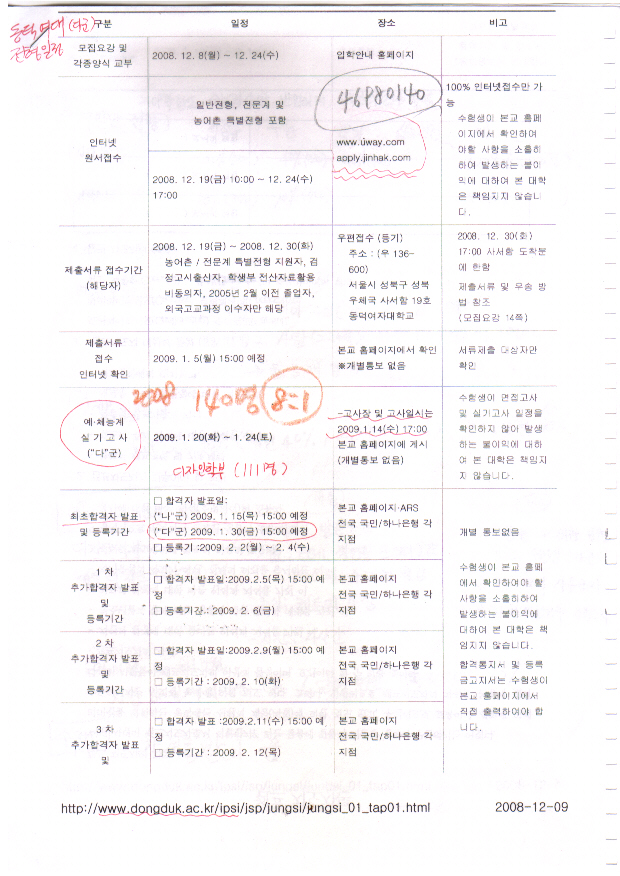 동덕여대 (다군)
전형일정
구분 일정 장소 비고
모집요강 및
각종양식 교부
2008. 12. 8(월) ~ 12. 24(수)
입학안내 홈페이지
인터넷
원서접수
일반전형, 전문계 및
농어촌 특별전형 포함
2008. 12. 19(금) 10:00 ~ 12. 24(수)
17:00
46980140
www.uway.com
apply.jinhak.com
100% 인터넷접수만 가
능
수험생이 본교 홈페
이지에서 확인하여
야할 사항을 소홀히
하여 발생하는 불이
익에 대하여 본 대학
은 책임지지 않습니
다.
제출서류 접수기간
(해당자)
2008. 12. 19(금) ~ 2008. 12. 30(화)
농어촌 / 전문계 특별전형 지원자, 검
정고시출신자, 학생부 전산자료활용
비동의자, 2005년 2월 이전 졸업자,
외국고교과정 이수자만 해당
우편접수 (등기)
주소 : (우 136-
600)
서울시 성북구 성북
우체국 사서함 19호
동덕여자대학교
2008. 12. 30(화)
17:00 사서함 도착분
에 한함
제출서류 및 우송 방
법 참조
(모집요강 14쪽)
제출서류
접수
인터넷 확인
2009. 1. 5(월) 15:00 예정
본교 홈페이지에서 확인
※개별통보 없음
서류제출 대상자만
확인
2008 140명 (8:1)
예·체능계
실기고사
("다"군)
2009. 1. 20(화) ~ 1. 24(토)
디자인학부 (111명)
-고사장 및 고사일시는
2009.1.14(수) 17:00
본교 홈페이지에 게시
(개별통보 없음)
수험생이 면접고사
및 실기고사 일정을
확인하지 않아 발생
하는 불이익에 대하
여 본 대학은 책임지
지 않습니다.
최초합격자 발표
및 등록기간
□ 합격자 발표일:
("나"군) 2009. 1. 15(목) 15:00 예정
("다"군) 2009. 1. 30(금) 15:00 예정
□ 등록기 :2009. 2. 2(월) ~ 2. 4(수)
본교 홈페이지·ARS
전국 국민/하나은행 각
지점
개별 통보없음
수험생이 본교 홈페
에서 확인하여야 할
사항을 소홀히하여
발생하는 불이익에
대하여 본 대학은 책
임지지 않습니다.
합격통지서 및 등록
금고지서는 수험생이
본교 홈페이지에서
직접 출력하여야 합
니다.
1 차
추가합격자 발표
및
등록기간
□ 합격자 발표일:2009.2.5(목) 15:00 예
정
□ 등록기간.: 2009. 2. 6(금)
본교 홈페이지
전국 국민/하나은행 각
지점
2 차
추가합격자 발표
및
등록기간
□ 합격자 발표일:2009.2.9(월) 15:00 예
정
□ 등록기간 : 2009. 2. 10(화)
본교 홈페이지
전국 국민/하나은행 각
지점
3 차
추가합격자 발표
및
□ 합격자 발표 :2009.2.11(수) 15:00 예
정
□ 등록기간 : 2009. 2. 12(목)
본교 홈페이지
전국 국민/하나은행 각
지점
http://www.dongduk.ac.kr/ipsi/jsp/jungsi/jungsi_01_tap01.html 2008-12-09